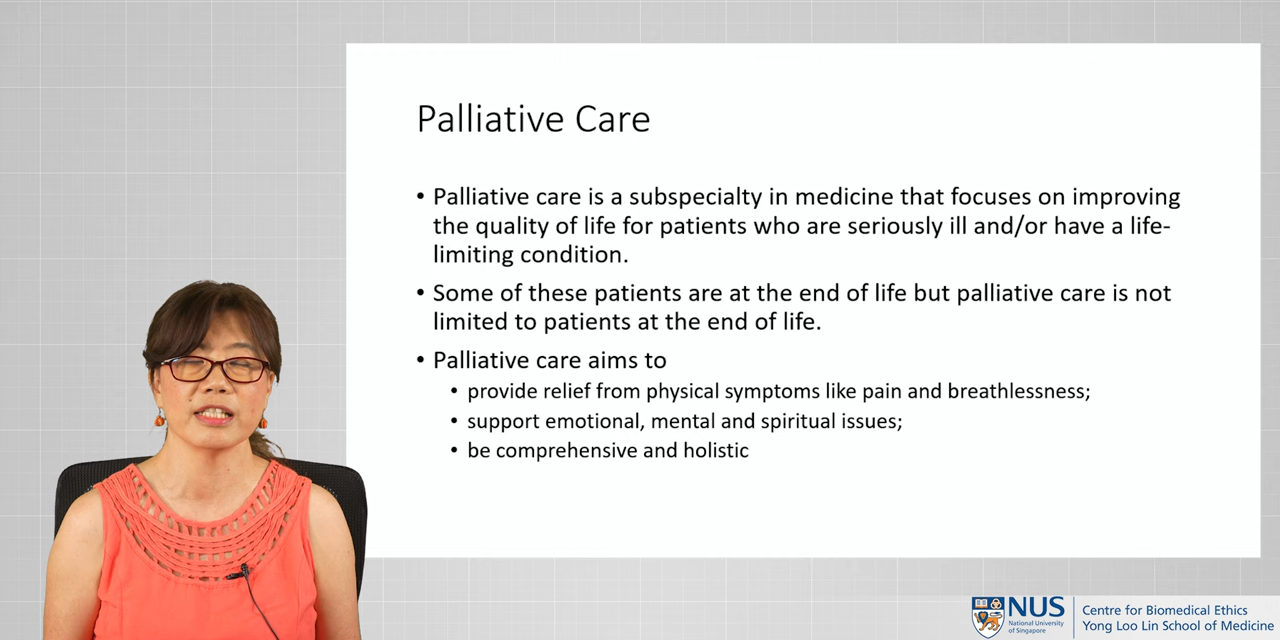 Palliative Care
• Palliative care is a subspecialty in medicine that focuses on improving
the quality of life for patients who are seriously ill and/or have a life-
limiting condition.
• Some of these patients are at the end of life but palliative care is not
limited to patients at the end of life.
• Palliative care aims to
• provide relief from physical symptoms like pain and breathlessness;
• support emotional, mental and spiritual issues;
• be comprehensive and holistic
NUS
National University
of Singapore
Centre for Biomedical Ethics
Yong Loo Lin School of Medicine